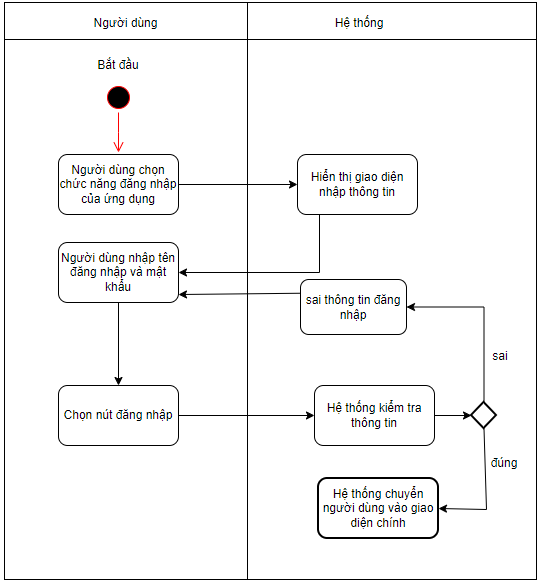 Người dùng
Hệ thống
Bắt đầu
Người dùng chọn
chức năng đăng nhập
của ứng dụng
Hiển thị giao diện
nhập thông tin
Người dùng nhập tên
đăng nhập và mật
khẩu
sai thông tin đăng
nhập
sai
Chọn nút đăng nhập
Hệ thống kiểm tra
thông tin
đúng
Hệ thống chuyển
người dùng vào giao
diện chính